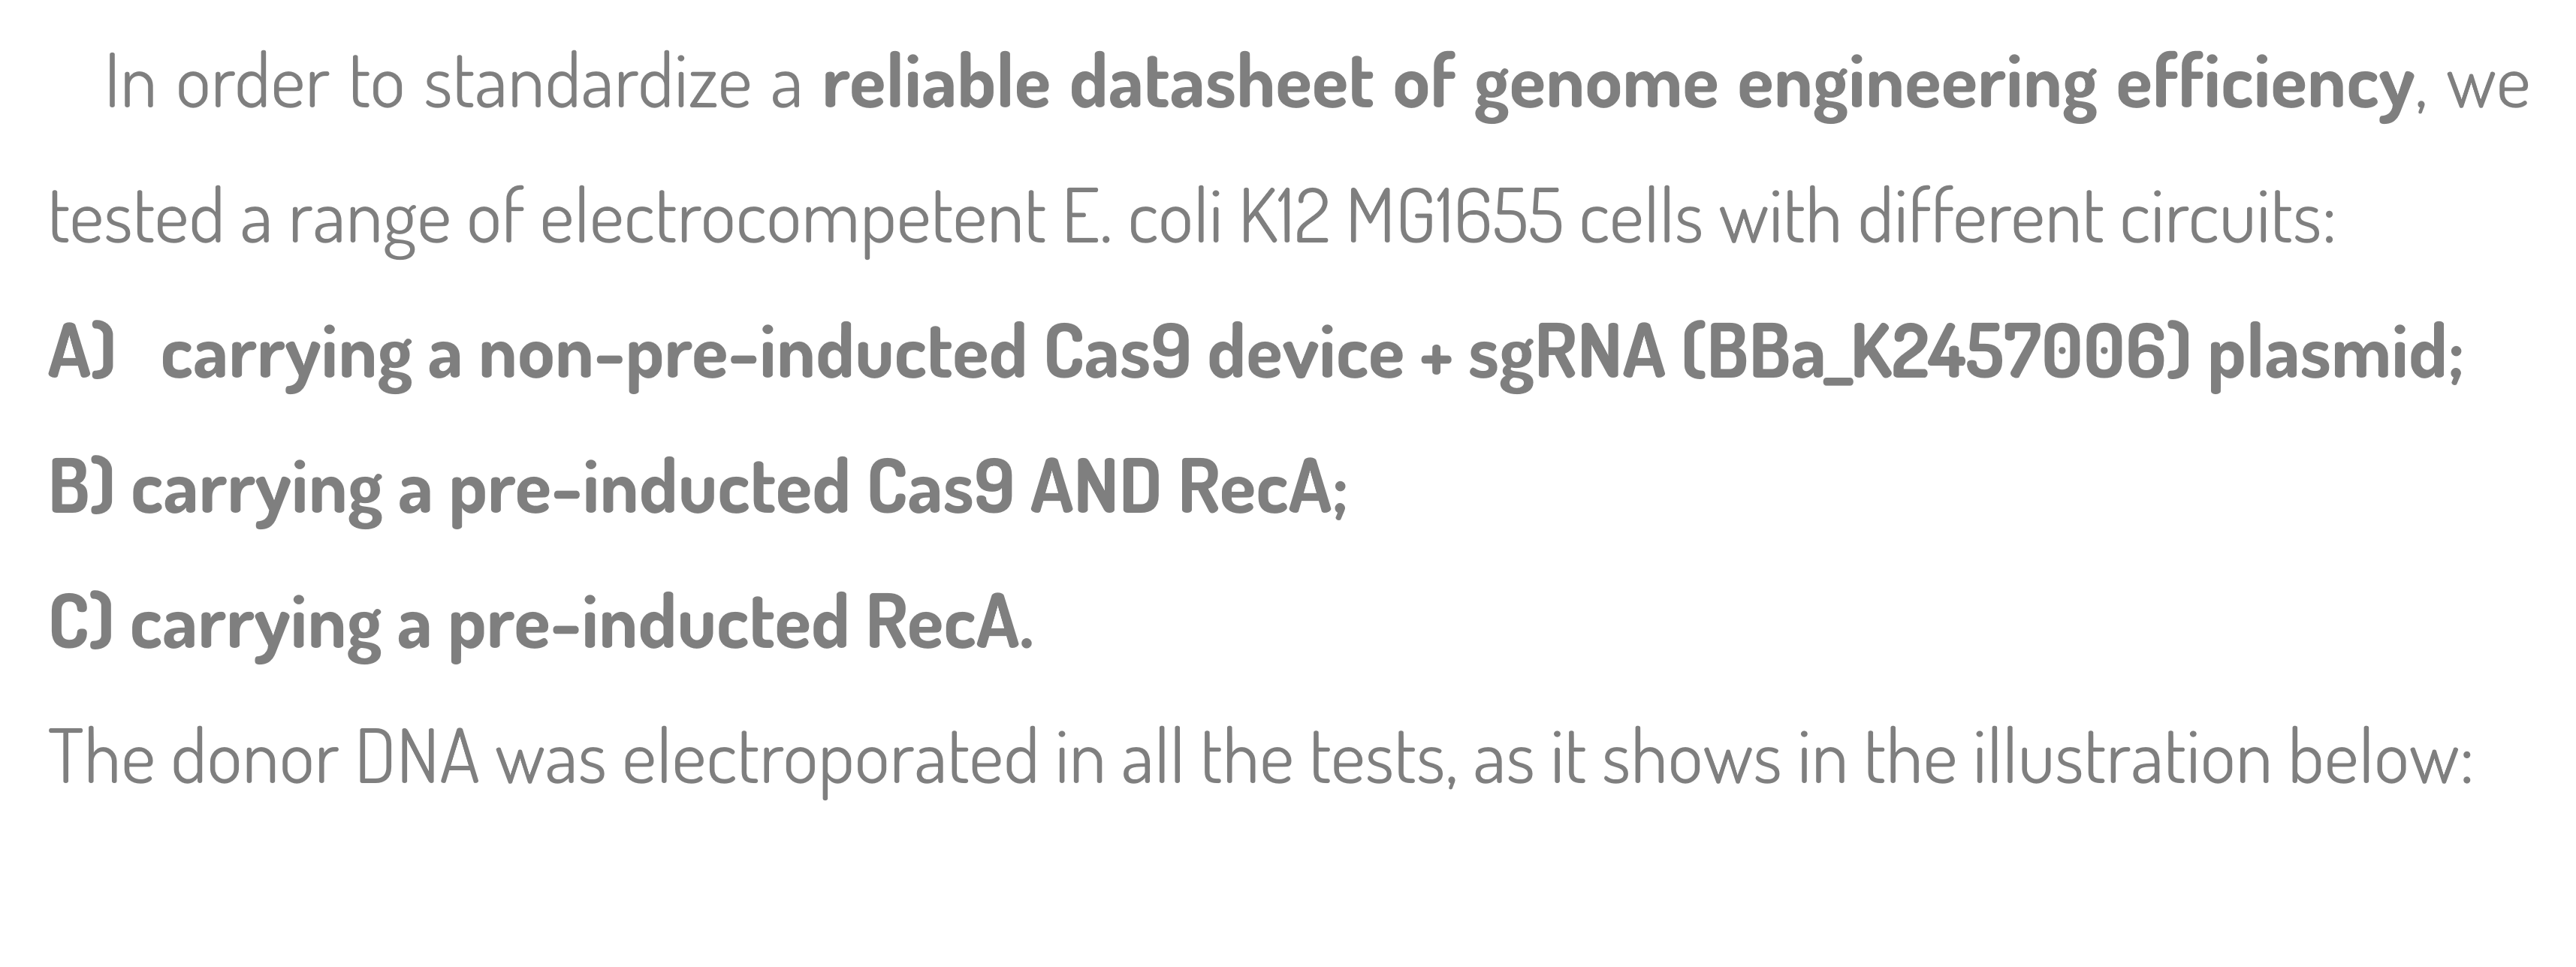 In order to standardize a reliable datasheet of genome engineering efficiency, we
tested a range of electrocompetent E. coli K12 MG1655 cells with different circuits:
A) carrying a non-pre-inducted Cas9 device + sgRNA (BBa_K2457006) plasmid;
B) carrying a pre-inducted Cas9 AND RecA;
C) carrying a pre-inducted RecA.
The donor DNA was electroporated in all the tests, as it shows in the illustration below: